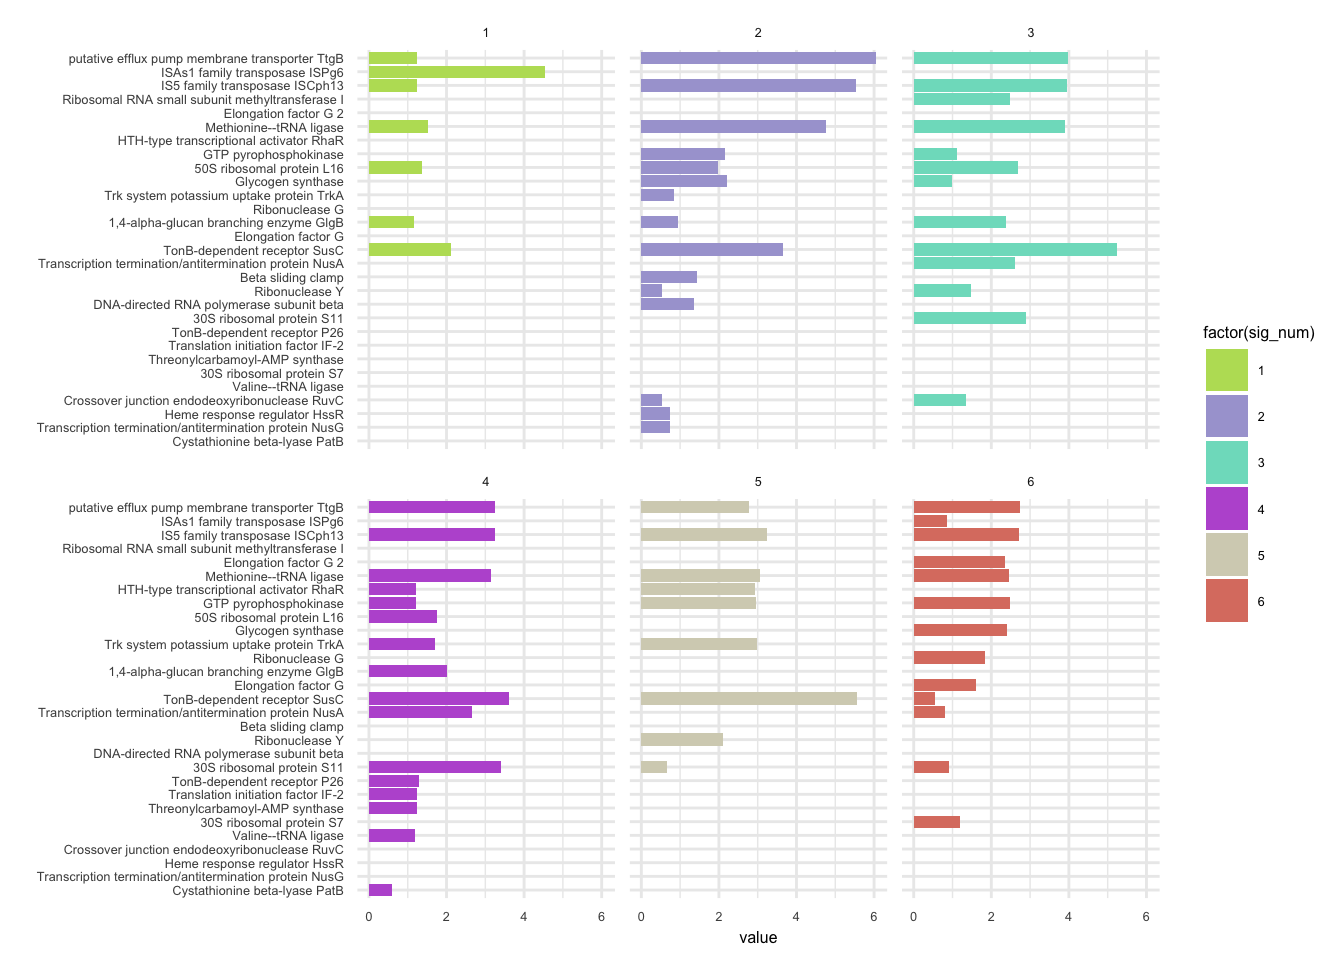 1 2 3
putative efflux pump membrane transporter TtgB
ISAs1 family transposase ISPg6
IS5 family transposase ISCph13
Ribosomal RNA small subunit methyltransferase I
Elongation factor G 2
Methionine--tRNA ligase
HTH-type transcriptional activator RhaR
GTP pyrophosphokinase
50S ribosomal protein L16
Glycogen synthase
Trk system potassium uptake protein TrkA
Ribonuclease G
1,4-alpha-glucan branching enzyme GlgB
Elongation factor G
TonB-dependent receptor SusC
Transcription termination/antitermination protein NusA
Beta sliding clamp
Ribonuclease Y
DNA-directed RNA polymerase subunit beta
30S ribosomal protein S11
TonB-dependent receptor P26
Translation initiation factor IF-2
Threonylcarbamoyl-AMP synthase
30S ribosomal protein S7
Valine--tRNA ligase
Crossover junction endodeoxyribonuclease RuvC
Heme response regulator HssR
Transcription termination/antitermination protein NusG
Cystathionine beta-lyase PatB
4 5 6
putative efflux pump membrane transporter TtgB
ISAs1 family transposase ISPg6
IS5 family transposase ISCph13
Ribosomal RNA small subunit methyltransferase I
Elongation factor G 2
Methionine--tRNA ligase
HTH-type transcriptional activator RhaR
GTP pyrophosphokinase
50S ribosomal protein L16
Glycogen synthase
Trk system potassium uptake protein TrkA
Ribonuclease G
1,4-alpha-glucan branching enzyme GlgB
Elongation factor G
TonB-dependent receptor SusC
Transcription termination/antitermination protein NusA
Beta sliding clamp
Ribonuclease Y
DNA-directed RNA polymerase subunit beta
30S ribosomal protein S11
TonB-dependent receptor P26
Translation initiation factor IF-2
Threonylcarbamoyl-AMP synthase
30S ribosomal protein S7
Valine--tRNA ligase
Crossover junction endodeoxyribonuclease RuvC
Heme response regulator HssR
Transcription termination/antitermination protein NusG
Cystathionine beta-lyase PatB
0 2 4 6 0 2 4 6 0 2 4 6
value
factor(sig_num)
1
2
3
4
5
6